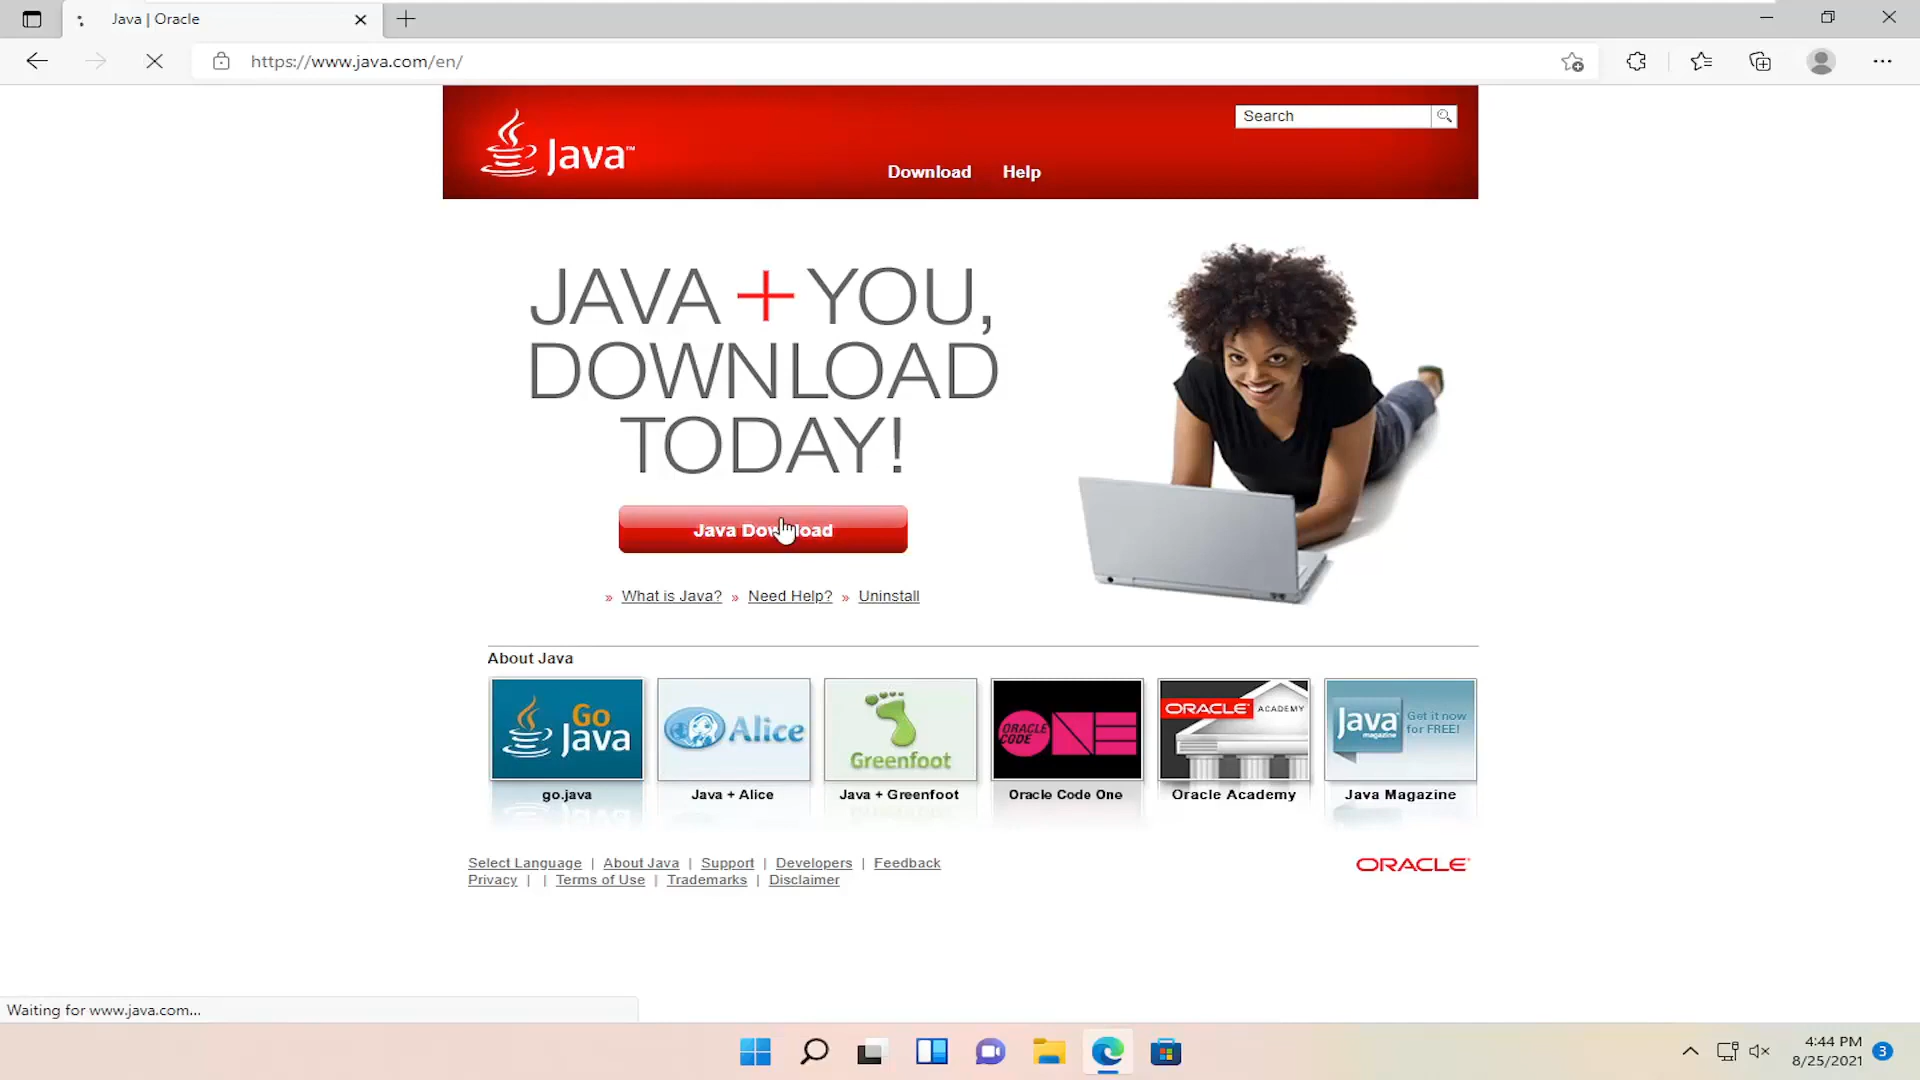 Java | Oracle
https://www.java.com/en/
Java™
Search
Download Help
JAVA + YOU,
DOWNLOAD
TODAY!
Java Download
» What is Java? » Need Help? » Uninstall
About Java
Go Java
Alice
Greenfoot
ORACLE CODE ONE
ORACLE ACADEMY
Java magazine Get it now for FREE!
go.java
Java + Alice
Java + Greenfoot
Oracle Code One
Oracle Academy
Java Magazine
Select Language | About Java | Support | Developers | Feedback
Privacy | | Terms of Use | Trademarks | Disclaimer
ORACLE
Waiting for www.java.com...
4:44 PM
8/25/2021
3